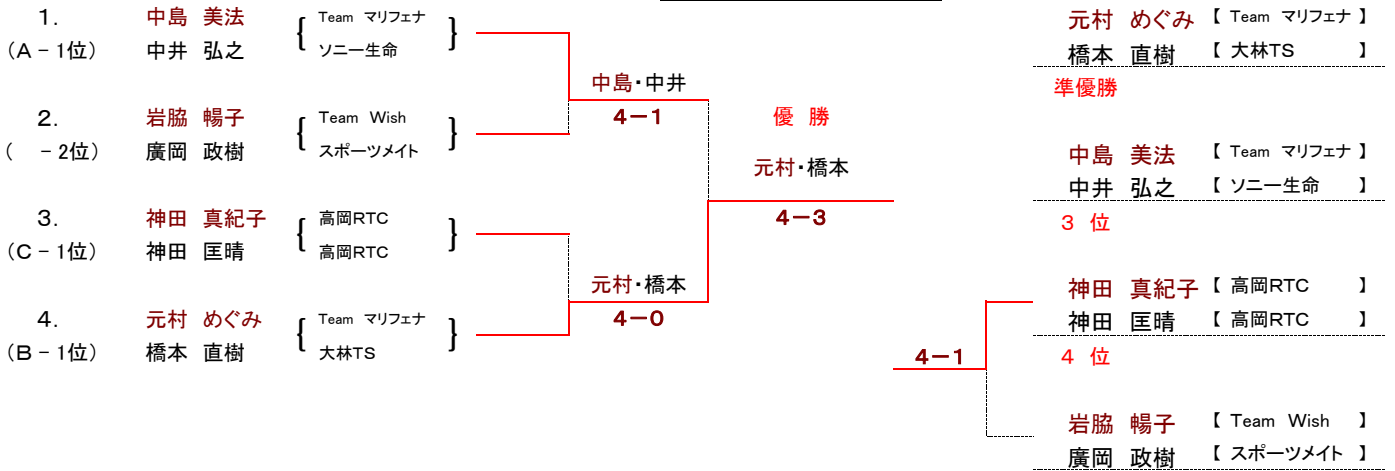 1. 中島 美法 { Team マリフェナ }
(A－1位) 中井 弘之 ソニー生命
中島・中井
4－1
2. 岩脇 暢子 { Team Wish }
( －2位) 廣岡 政樹 スポーツメイト
優 勝
元村・橋本
4－3
3. 神田 真紀子 { 高岡RTC }
(C－1位) 神田 匡晴 高岡RTC
元村・橋本
4－0
4. 元村 めぐみ { Team マリフェナ }
(B－1位) 橋本 直樹 大林TS
元村 めぐみ 【 Team マリフェナ 】
橋本 直樹 【 大林TS 】
準優勝
中島 美法 【 Team マリフェナ 】
中井 弘之 【 ソニー生命 】
3 位
神田 真紀子 【 高岡RTC 】
神田 匡晴 【 高岡RTC 】
4－1
4 位
岩脇 暢子 【 Team Wish 】
廣岡 政樹 【 スポーツメイト 】